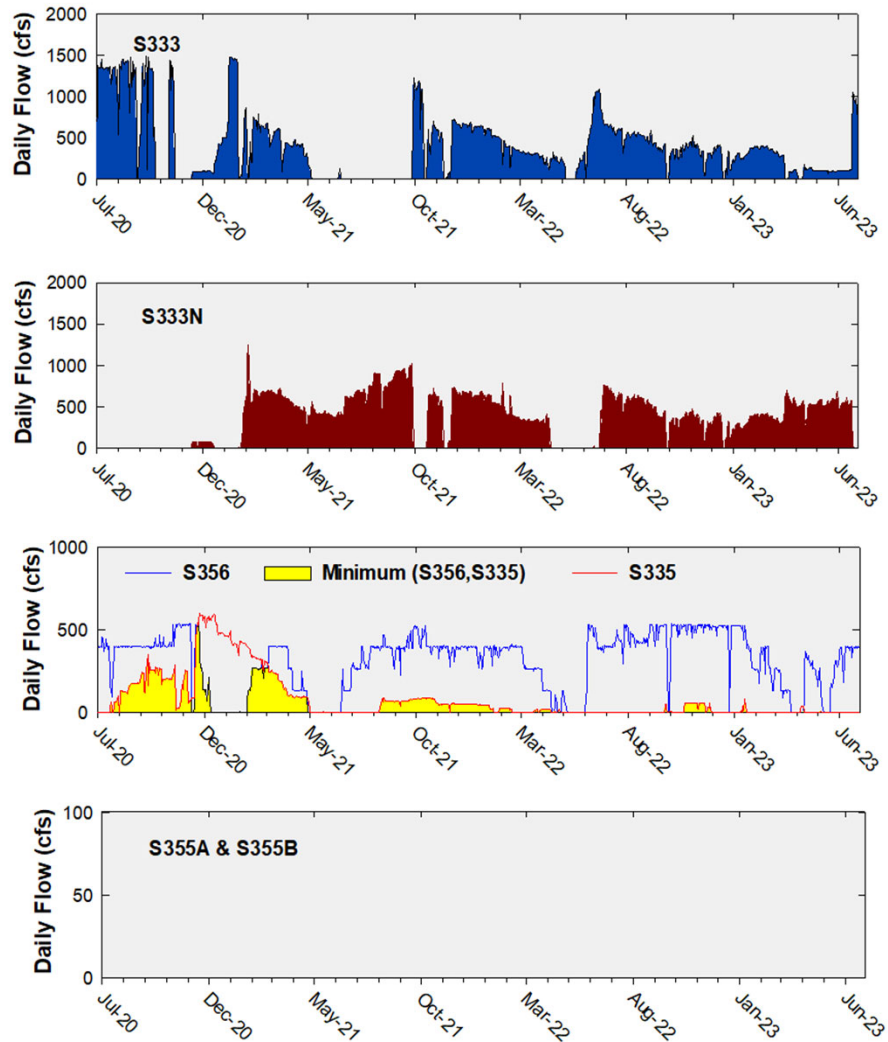 Daily Flow (cfs)
2000
1500
1000
500
0
S333
Jul-20
Dec-20
May-21
Oct-21
Mar-22
Aug-22
Jan-23
Jun-23
Daily Flow (cfs)
2000
1500
1000
500
0
S333N
Jul-20
Dec-20
May-21
Oct-21
Mar-22
Aug-22
Jan-23
Jun-23
Daily Flow (cfs)
1000
500
0
S356
Minimum (S356,S335)
S335
Jul-20
Dec-20
May-21
Oct-21
Mar-22
Aug-22
Jan-23
Jun-23
Daily Flow (cfs)
100
50
0
S355A & S355B
Jul-20
Dec-20
May-21
Oct-21
Mar-22
Aug-22
Jan-23
Jun-23